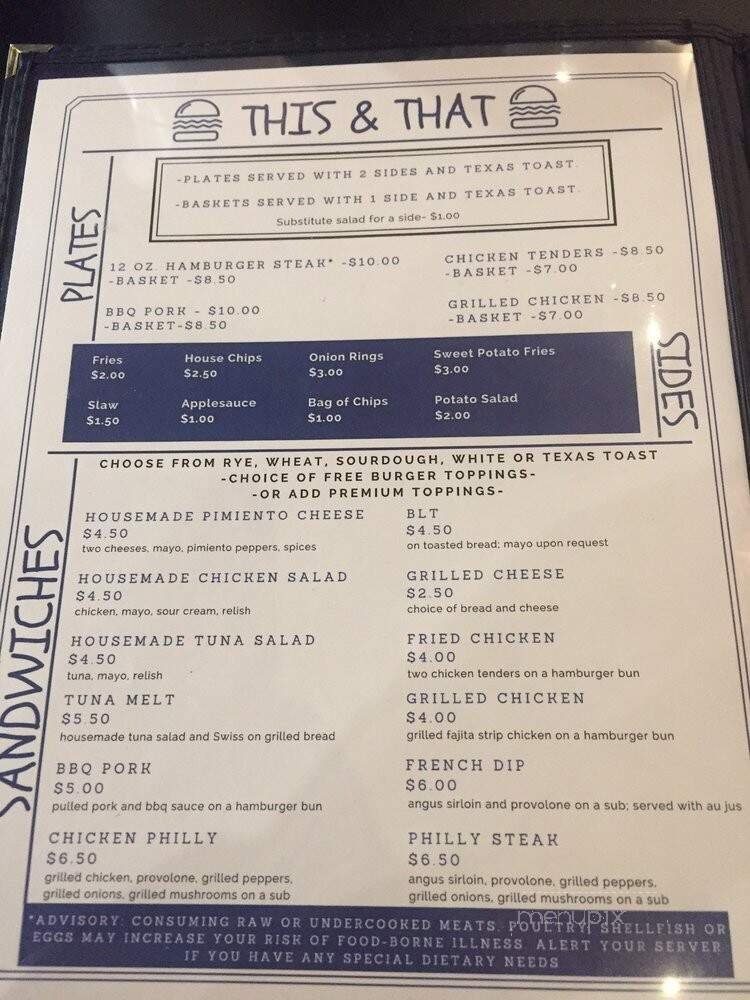 THIS & THAT
-PLATES SERVED WITH 2 SIDES AND TEXAS TOAST.
-BASKETS SERVED WITH 1 SIDE AND TEXAS TOAST.
Substitute salad for a side- $1.00
PLATES
12 OZ. HAMBURGER STEAK* -$10.00
-BASKET -$8.50
BBQ PORK - $10.00
-BASKET-$8.50
CHICKEN TENDERS -$8.50
-BASKET -$7.00
GRILLED CHICKEN -$8.50
-BASKET -$7.00
SIDES
Fries
$2.00
House Chips
$2.50
Onion Rings
$3.00
Sweet Potato Fries
$3.00
Slaw
$1.50
Applesauce
$1.00
Bag of Chips
$1.00
Potato Salad
$2.00
SANDWICHES
CHOOSE FROM RYE, WHEAT, SOURDOUGH, WHITE OR TEXAS TOAST
-CHOICE OF FREE BURGER TOPPINGS-
-OR ADD PREMIUM TOPPINGS-
HOUSEMADE PIMIENTO CHEESE
$4.50
two cheeses, mayo, pimiento peppers, spices
HOUSEMADE CHICKEN SALAD
$4.50
chicken, mayo, sour cream, relish
HOUSEMADE TUNA SALAD
$4.50
tuna, mayo, relish
TUNA MELT
$5.50
housemade tuna salad and Swiss on grilled bread
BBQ PORK
$5.00
pulled pork and bbq sauce on a hamburger bun
CHICKEN PHILLY
$6.50
grilled chicken, provolone, grilled peppers,
grilled onions, grilled mushrooms on a sub
BLT
$4.50
on toasted bread; mayo upon request
GRILLED CHEESE
$2.50
choice of bread and cheese
FRIED CHICKEN
$4.00
two chicken tenders on a hamburger bun
GRILLED CHICKEN
$4.00
grilled fajita strip chicken on a hamburger bun
FRENCH DIP
$6.00
angus sirloin and provolone on a sub; served with au jus
PHILLY STEAK
$6.50
angus sirloin, provolone, grilled peppers,
grilled onions, grilled mushrooms on a sub
menupix
*ADVISORY: CONSUMING RAW OR UNDERCOOKED MEATS, POULTRY, SHELLFISH OR
EGGS MAY INCREASE YOUR RISK OF FOOD-BORNE ILLNESS. ALERT YOUR SERVER
IF YOU HAVE ANY SPECIAL DIETARY NEEDS